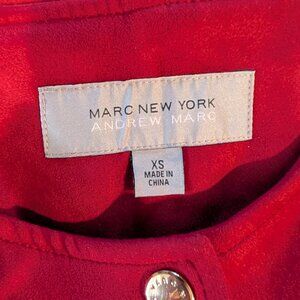 MARC NEW YORK
ANDREW MARC
XS
MADE IN
CHINA